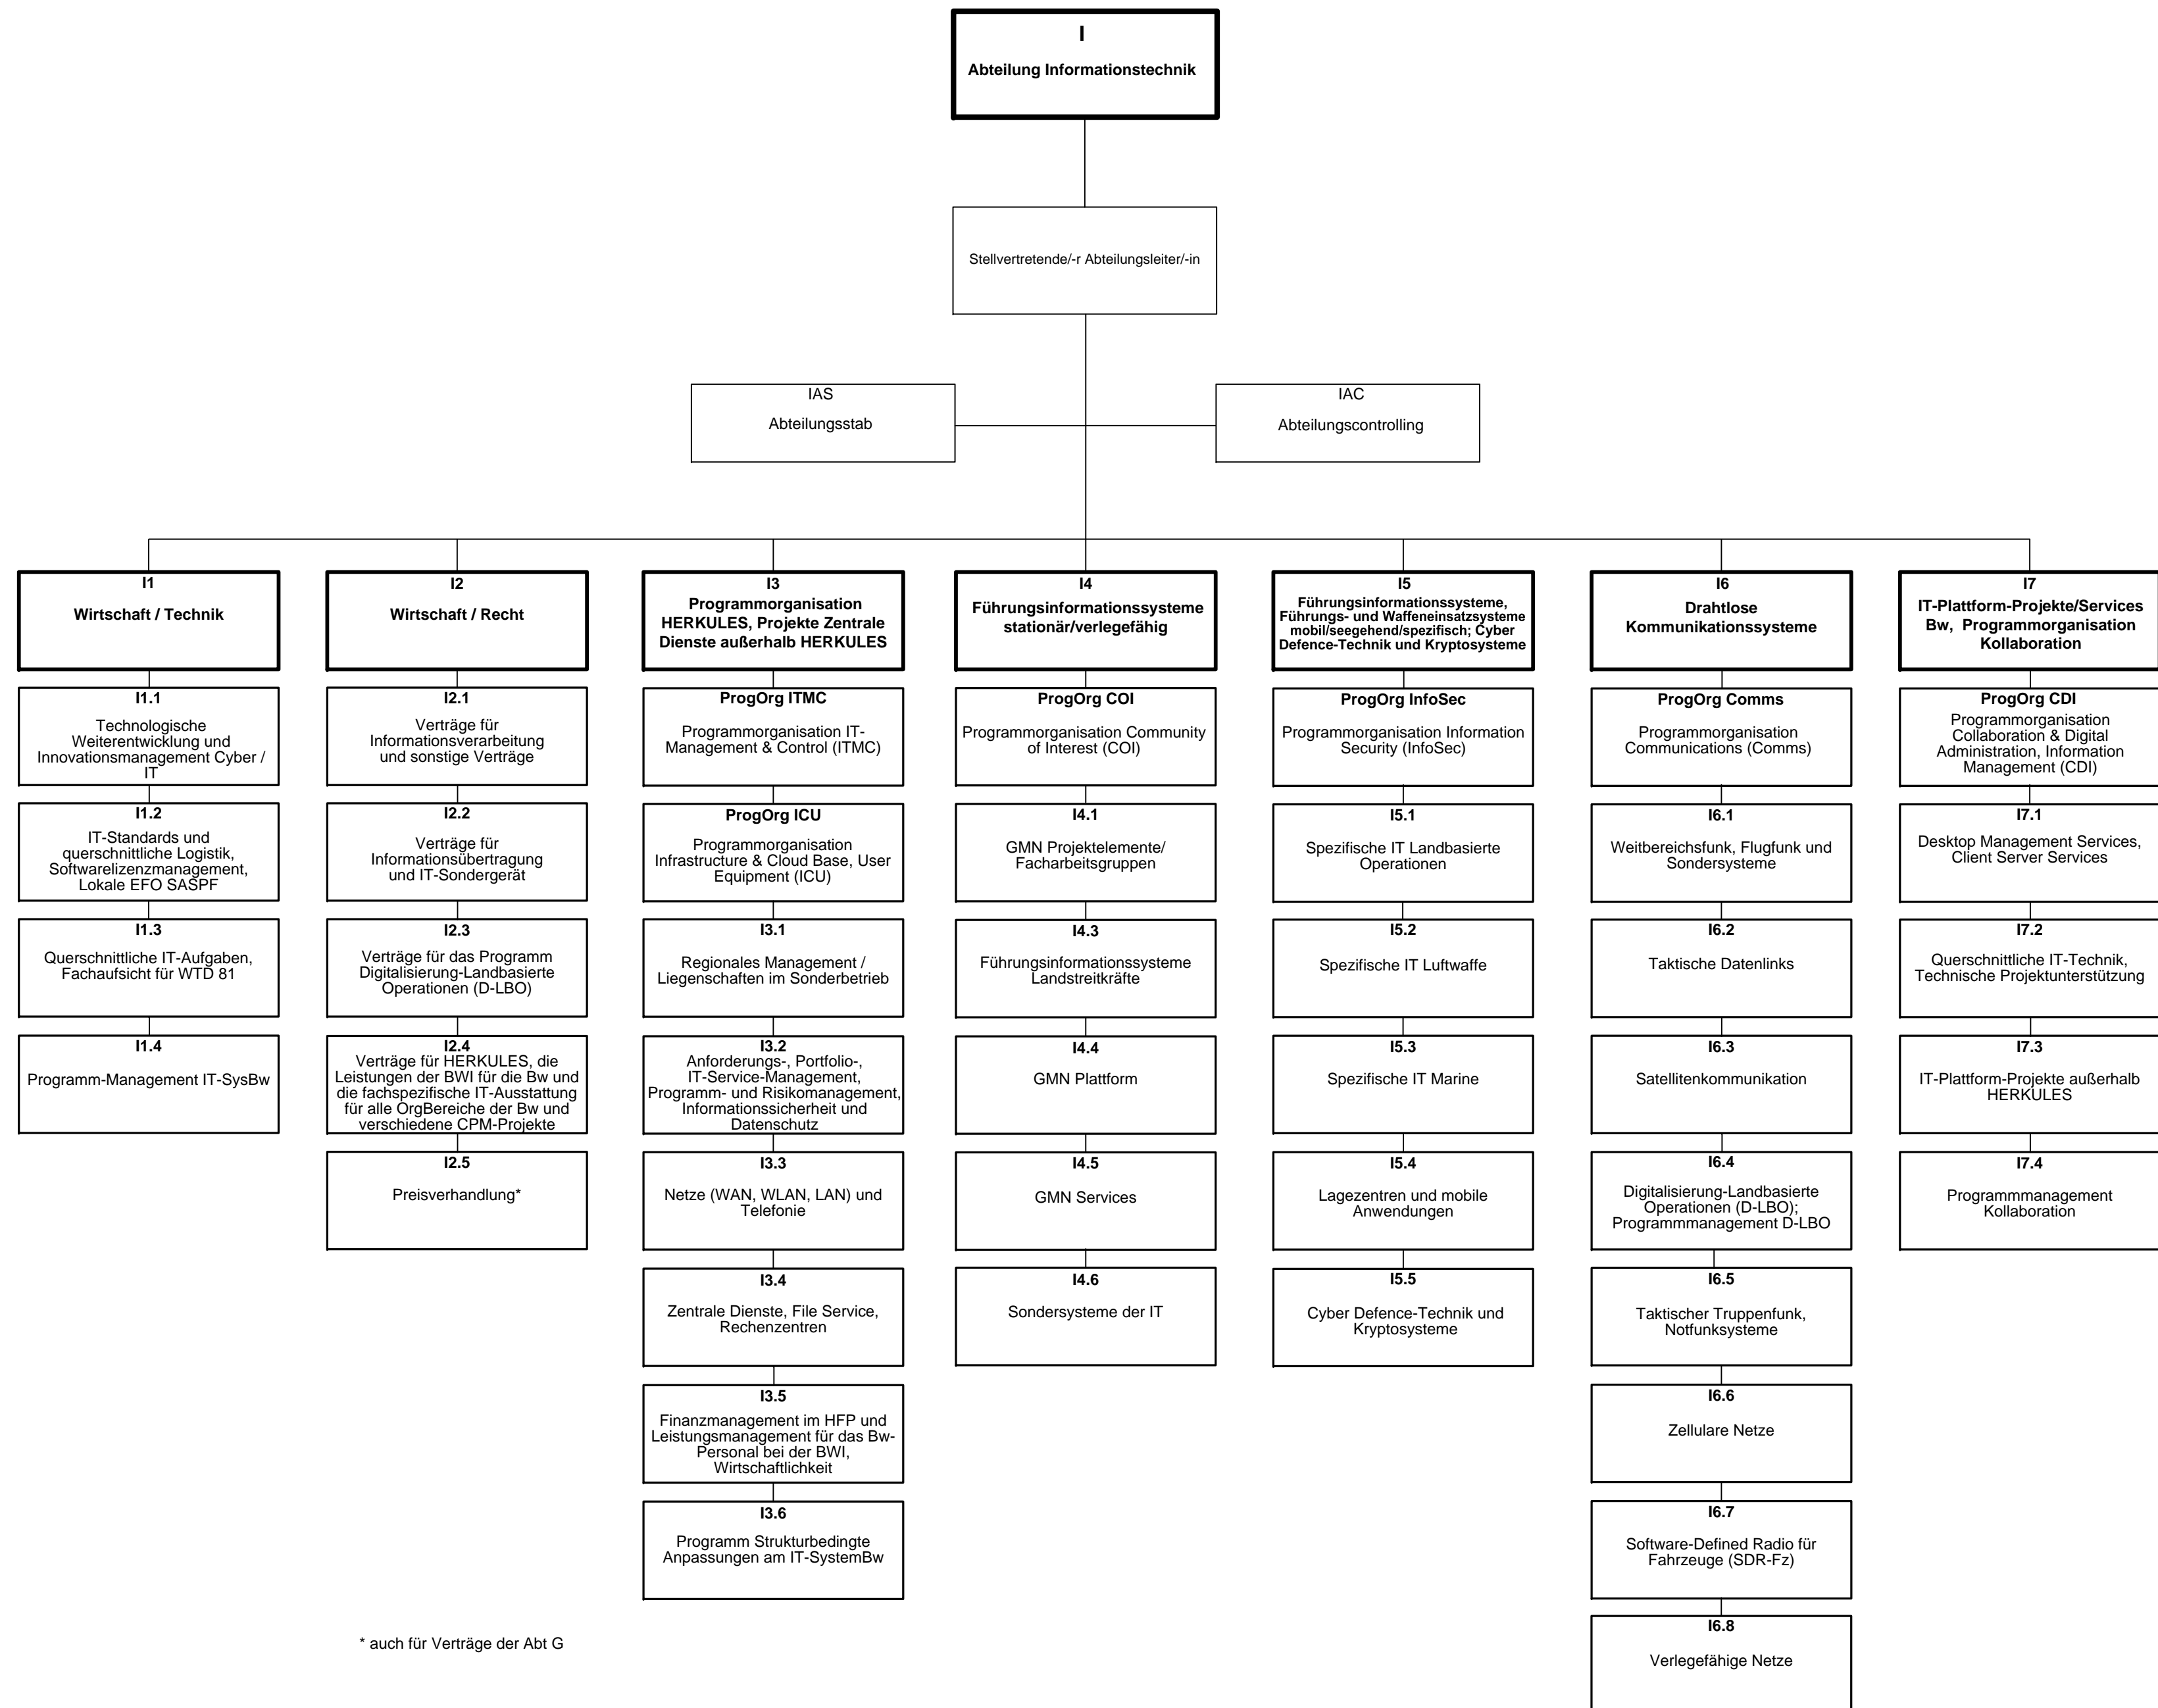 I
Abteilung Informationstechnik
Stellvertretende/-r Abteilungsleiter/-in
IAS
Abteilungsstab
IAC
Abteilungscontrolling
I1
Wirtschaft / Technik
I1.1
Technologische
Weiterentwicklung und
Innovationsmanagement Cyber /
IT
I1.2
IT-Standards und
querschnittliche Logistik,
Softwarelizenzmanagement,
Lokale EFO SASPF
I1.3
Querschnittliche IT-Aufgaben,
Fachaufsicht für WTD 81
I1.4
Programm-Management IT-SysBw
I2
Wirtschaft / Recht
I2.1
Verträge für
Informationsverarbeitung
und sonstige Verträge
I2.2
Verträge für
Informationsübertragung
und IT-Sondergerät
I2.3
Verträge für das Programm
Digitalisierung-Landbasierte
Operationen (D-LBO)
I2.4
Verträge für HERKULES, die
Leistungen der BWI für die Bw und
die fachspezifische IT-Ausstattung
für alle OrgBereiche der Bw und
verschiedene CPM-Projekte
I2.5
Preisverhandlung*
I3
Programmorganisation
HERKULES, Projekte Zentrale
Dienste außerhalb HERKULES
ProgOrg ITMC
Programmorganisation IT-
Management & Control (ITMC)
ProgOrg ICU
Programmorganisation
Infrastructure & Cloud Base, User
Equipment (ICU)
I3.1
Regionales Management /
Liegenschaften im Sonderbetrieb
I3.2
Anforderungs-, Portfolio-,
IT-Service-Management,
Programm- und Risikomanagement,
Informationssicherheit und
Datenschutz
I3.3
Netze (WAN, WLAN, LAN) und
Telefonie
I3.4
Zentrale Dienste, File Service,
Rechenzentren
I3.5
Finanzmanagement im HFP und
Leistungsmanagement für das Bw-
Personal bei der BWI,
Wirtschaftlichkeit
I3.6
Programm Strukturbedingte
Anpassungen am IT-SystemBw
I4
Führungsinformationssysteme
stationär/verlegefähig
ProgOrg COI
Programmorganisation Community
of Interest (COI)
I4.1
GMN Projektelemente/
Facharbeitsgruppen
I4.3
Führungsinformationssysteme
Landstreitkräfte
I4.4
GMN Plattform
I4.5
GMN Services
I4.6
Sondersysteme der IT
I5
Führungsinformationssysteme,
Führungs- und Waffeneinsatzsysteme
mobil/seegehend/spezifisch; Cyber
Defence-Technik und Kryptosysteme
ProgOrg InfoSec
Programmorganisation Information
Security (InfoSec)
I5.1
Spezifische IT Landbasierte
Operationen
I5.2
Spezifische IT Luftwaffe
I5.3
Spezifische IT Marine
I5.4
Lagezentren und mobile
Anwendungen
I5.5
Cyber Defence-Technik und
Kryptosysteme
I6
Drahtlose
Kommunikationssysteme
ProgOrg Comms
Programmorganisation
Communications (Comms)
I6.1
Weitbereichsfunk, Flugfunk und
Sondersysteme
I6.2
Taktische Datenlinks
I6.3
Satellitenkommunikation
I6.4
Digitalisierung-Landbasierte
Operationen (D-LBO);
Programmmanagement D-LBO
I6.5
Taktischer Truppenfunk,
Notfunksysteme
I6.6
Zellulare Netze
I6.7
Software-Defined Radio für
Fahrzeuge (SDR-Fz)
I6.8
Verlegefähige Netze
I7
IT-Plattform-Projekte/Services
Bw, Programmorganisation
Kollaboration
ProgOrg CDI
Programmorganisation
Collaboration & Digital
Administration, Information
Management (CDI)
I7.1
Desktop Management Services,
Client Server Services
I7.2
Querschnittliche IT-Technik,
Technische Projektunterstützung
I7.3
IT-Plattform-Projekte außerhalb
HERKULES
I7.4
Programmmanagement
Kollaboration
* auch für Verträge der Abt G